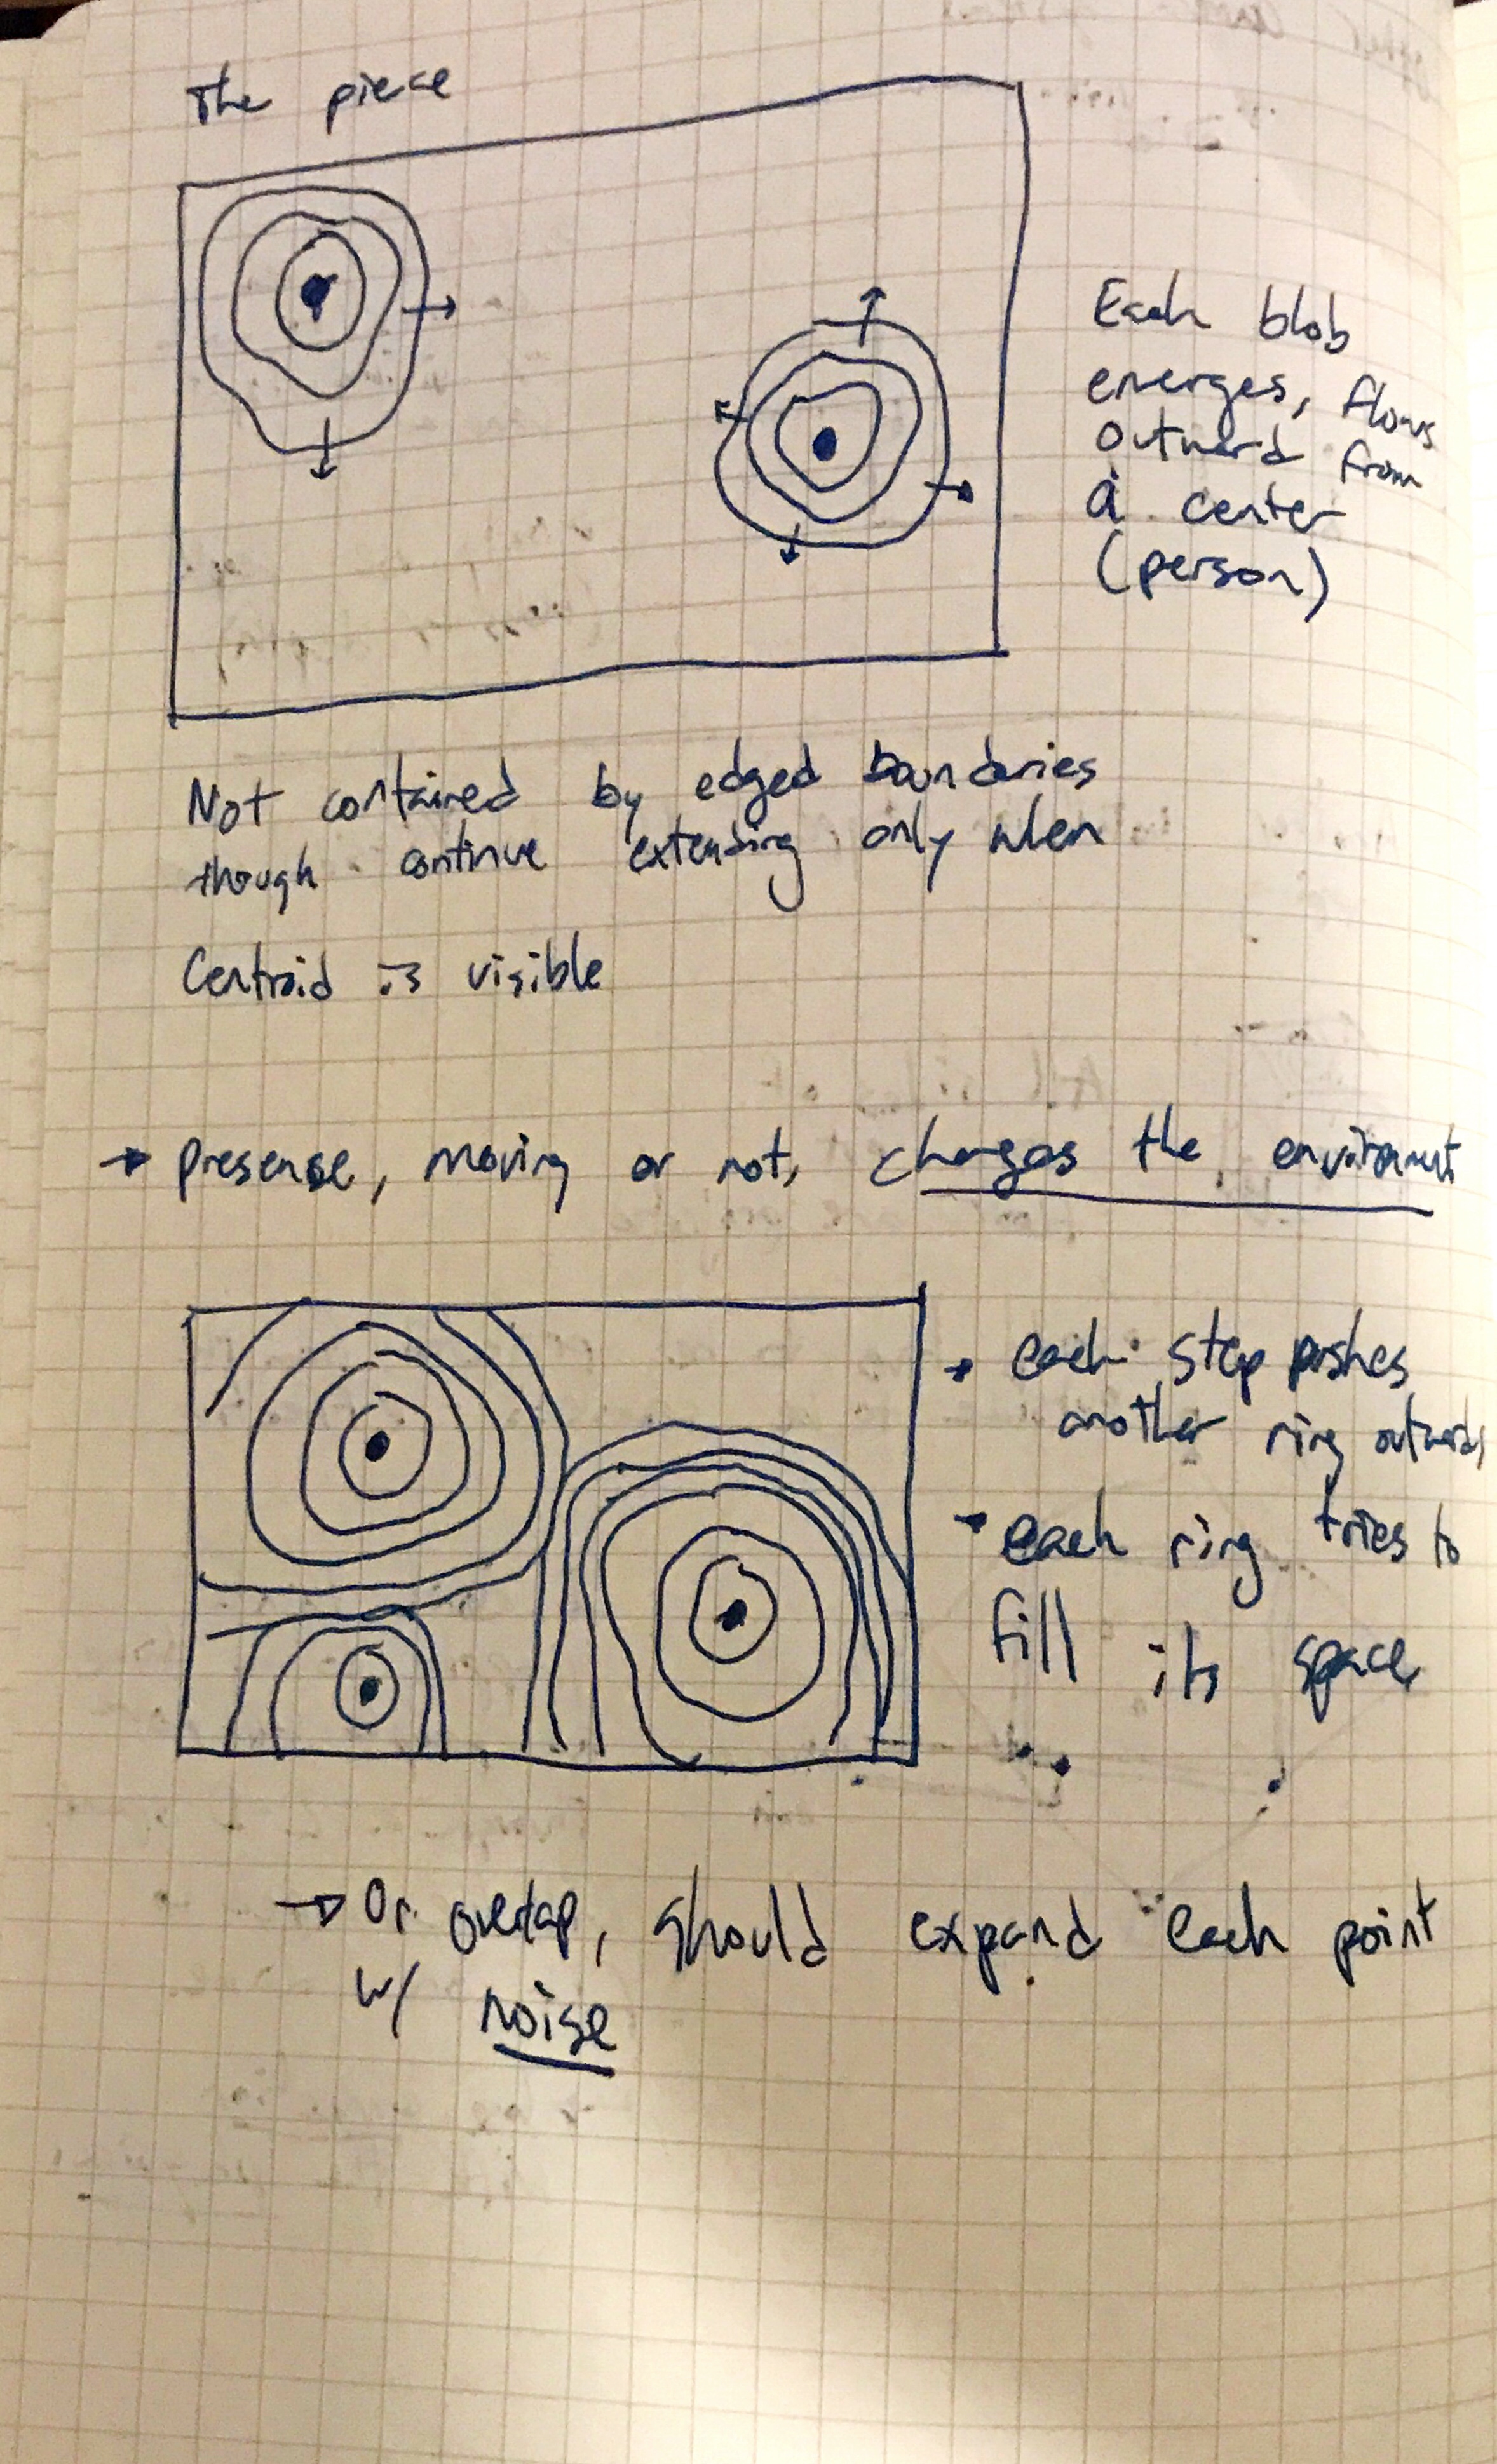 The piece
Each blob
emerges, flows
outward from
a center
(person)
Not contained by edged boundaries
though continue extending only when
Centroid is visible
→ presense, moving or not, changes the environment
→ each step pushes
another ring outwards
→ each ring tries to
fill its space
→ Or overlap, should expand each point
w/ noise